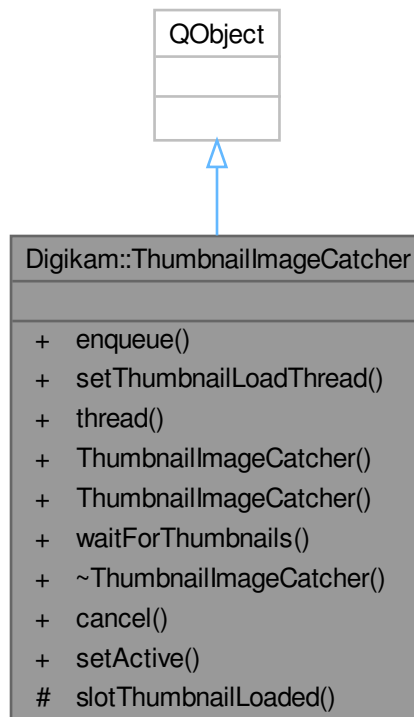 QObject
Digikam::ThumbnailImageCatcher
+ enqueue()
+ setThumbnailLoadThread()
+ thread()
+ ThumbnailImageCatcher()
+ ThumbnailImageCatcher()
+ waitForThumbnails()
+ ~ThumbnailImageCatcher()
+ cancel()
+ setActive()
# slotThumbnailLoaded()